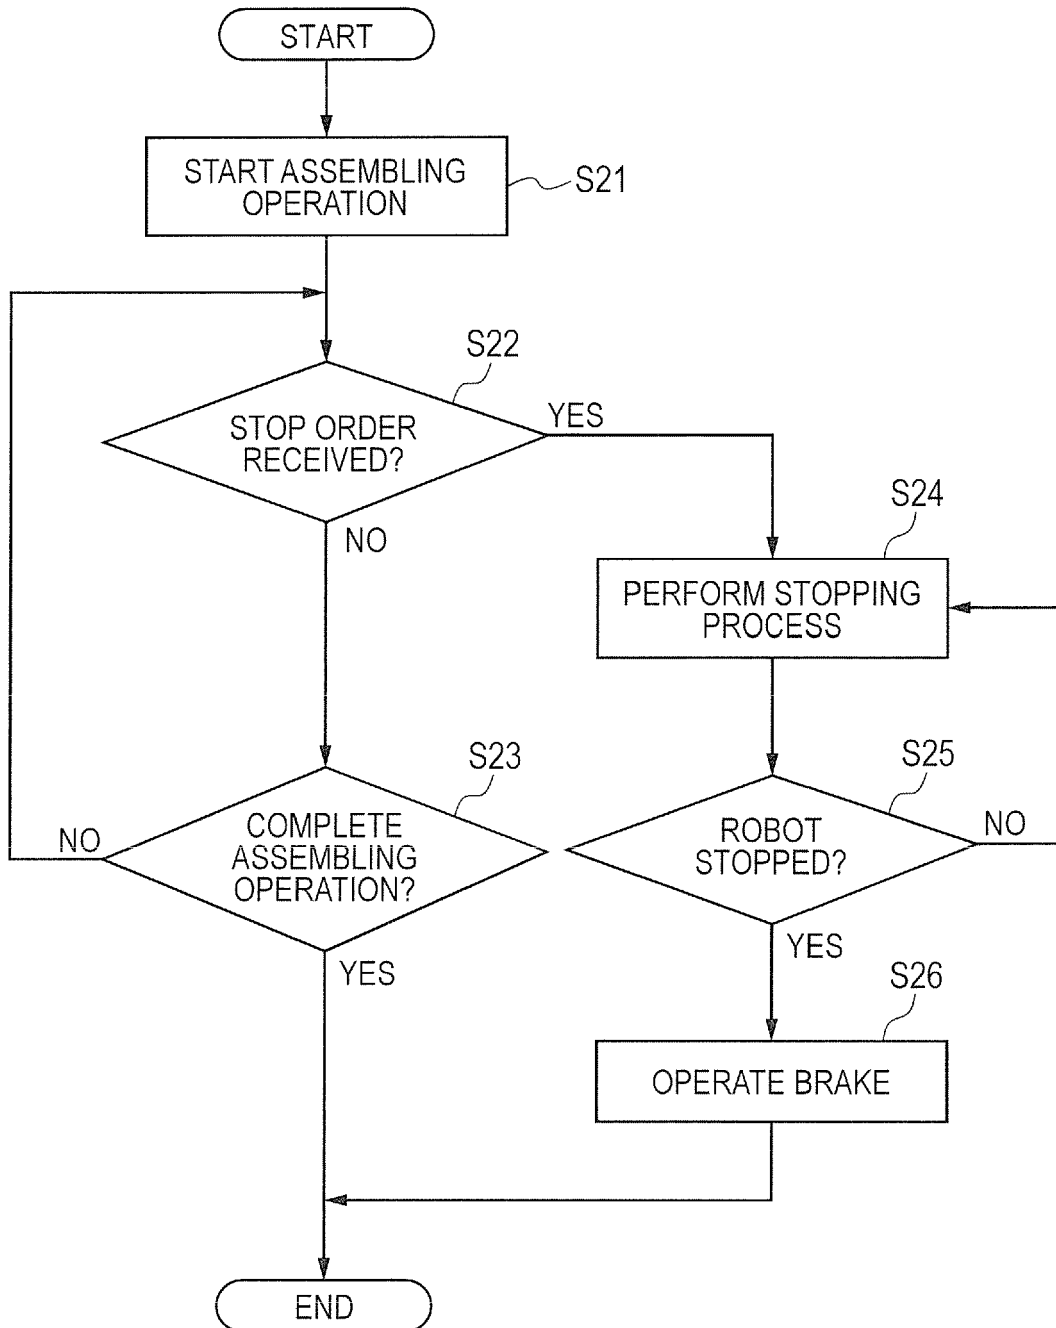 START
START ASSEMBLING
OPERATION
S21
S22
STOP ORDER
RECEIVED?
YES
NO
S24
PERFORM STOPPING
PROCESS
S23
COMPLETE
ASSEMBLING
OPERATION?
NO
YES
S25
ROBOT
STOPPED?
NO
YES
S26
OPERATE BRAKE
END